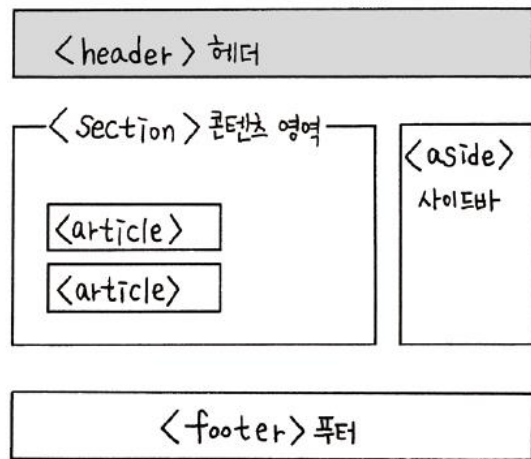 <header> 헤더
<section> 콘텐츠 영역
<article>
<article>
<aside>
사이드바
<footer> 푸터